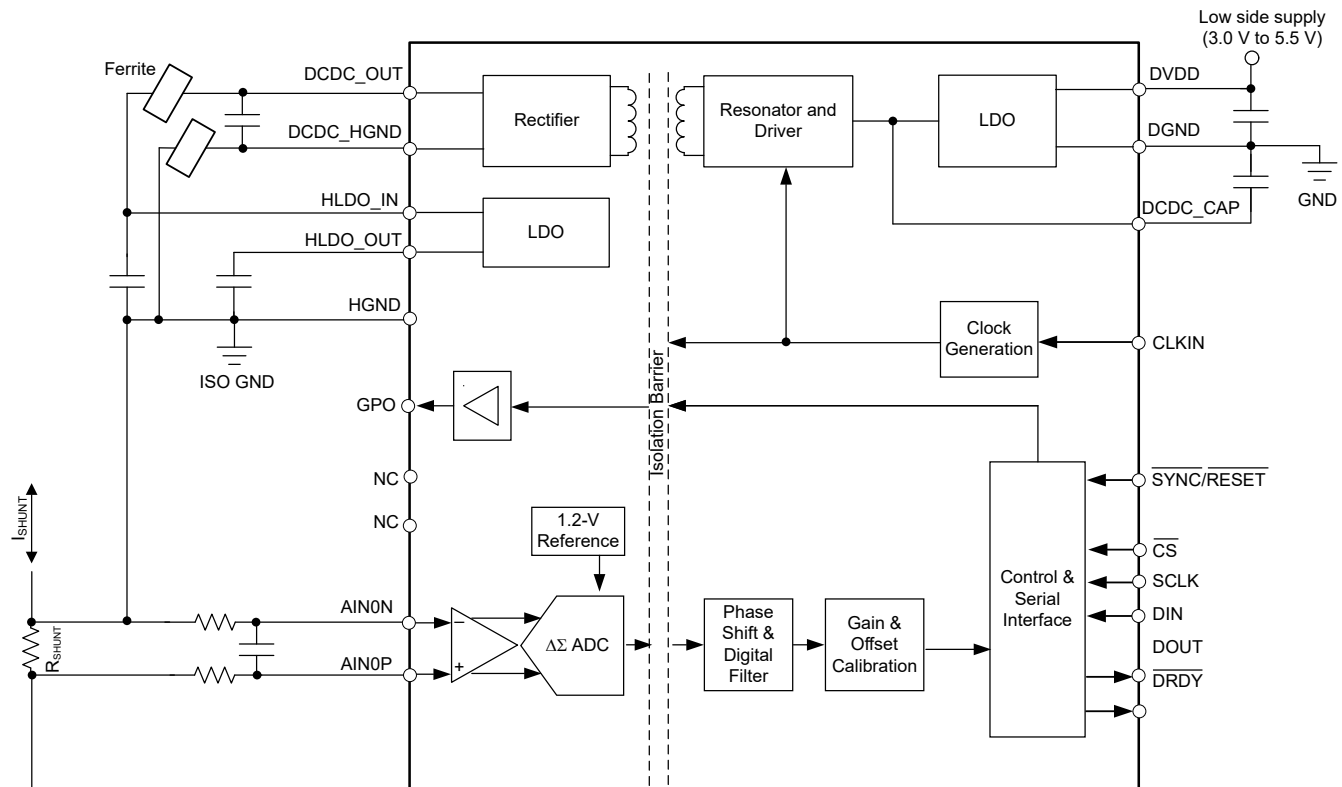 Low side supply
(3.0 V to 5.5 V)
Ferrite
DCDC_OUT
DVDD
Rectifier
Resonator and
Driver
LDO
DCDC_HGND
DGND
GND
HLDO_IN
DCDC_CAP
LDO
HLDO_OUT
HGND
Clock
Generation
CLKIN
ISO GND
GPO
Isolation Barrier
NC
SYNC/RESET
NC
1.2-V
Reference
ISHUNT
CS
Control &
Serial
Interface
SCLK
AIN0N
−
ΔΣ ADC
Phase
Shift &
Digital
Filter
Gain &
Offset
Calibration
DIN
RSHUNT
DOUT
AIN0P
+
DRDY